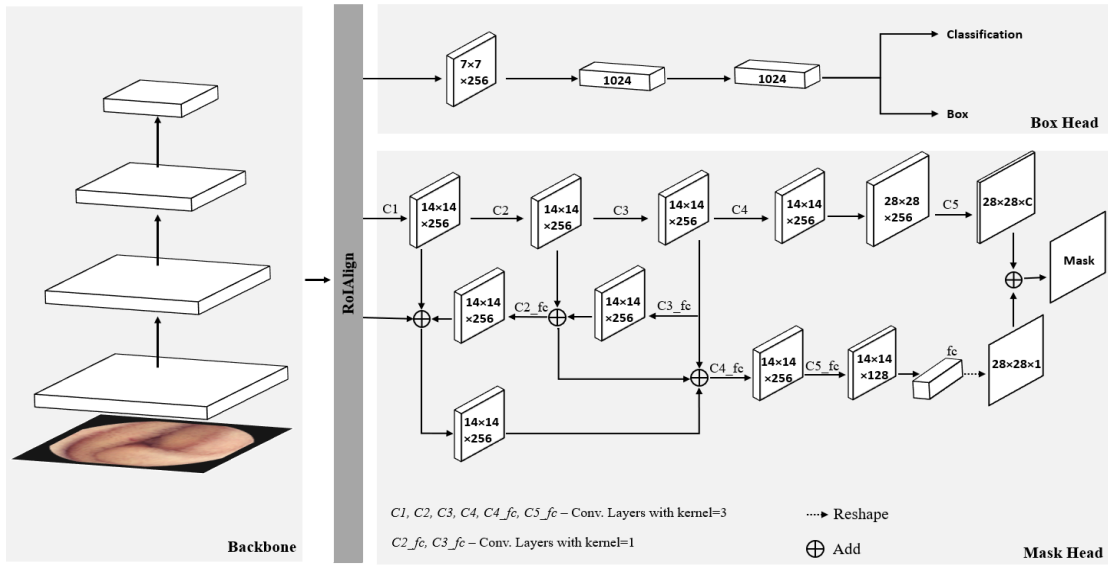 7×7
×256
1024
1024
Classification
Box
Box Head
Backbone
RoIAlign
C1
14×14
×256
C2
14×14
×256
C3
14×14
×256
C4
14×14
×256
28×28
×256
C5
28×28×C
Mask
14×14
×256
C2_fc
14×14
×256
C3_fc
C4_fc
14×14
×256
C5_fc
14×14
×128
fc
28×28×1
14×14
×256
C1, C2, C3, C4, C4_fc, C5_fc – Conv. Layers with kernel=3
C2_fc, C3_fc – Conv. Layers with kernel=1
Reshape
Add
Mask Head